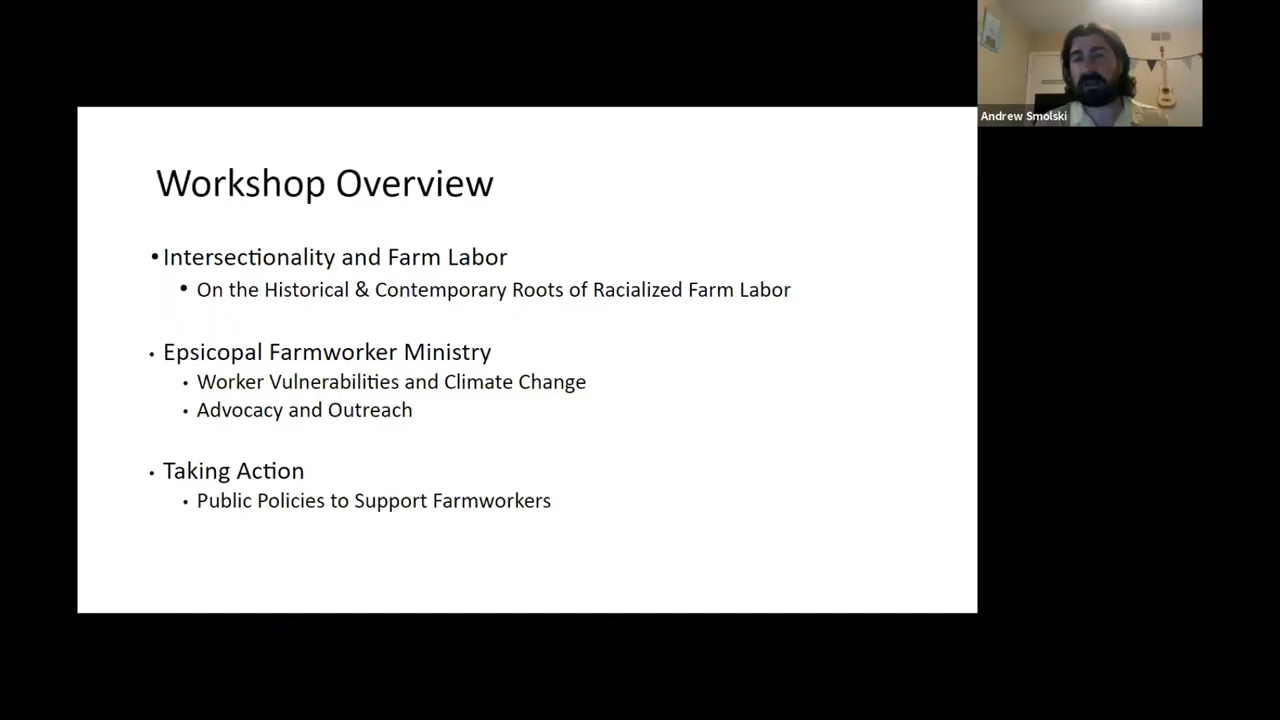 Andrew Smolski
Workshop Overview
•Intersectionality and Farm Labor
• On the Historical & Contemporary Roots of Racialized Farm Labor
• Epsicopal Farmworker Ministry
• Worker Vulnerabilities and Climate Change
• Advocacy and Outreach
• Taking Action
• Public Policies to Support Farmworkers